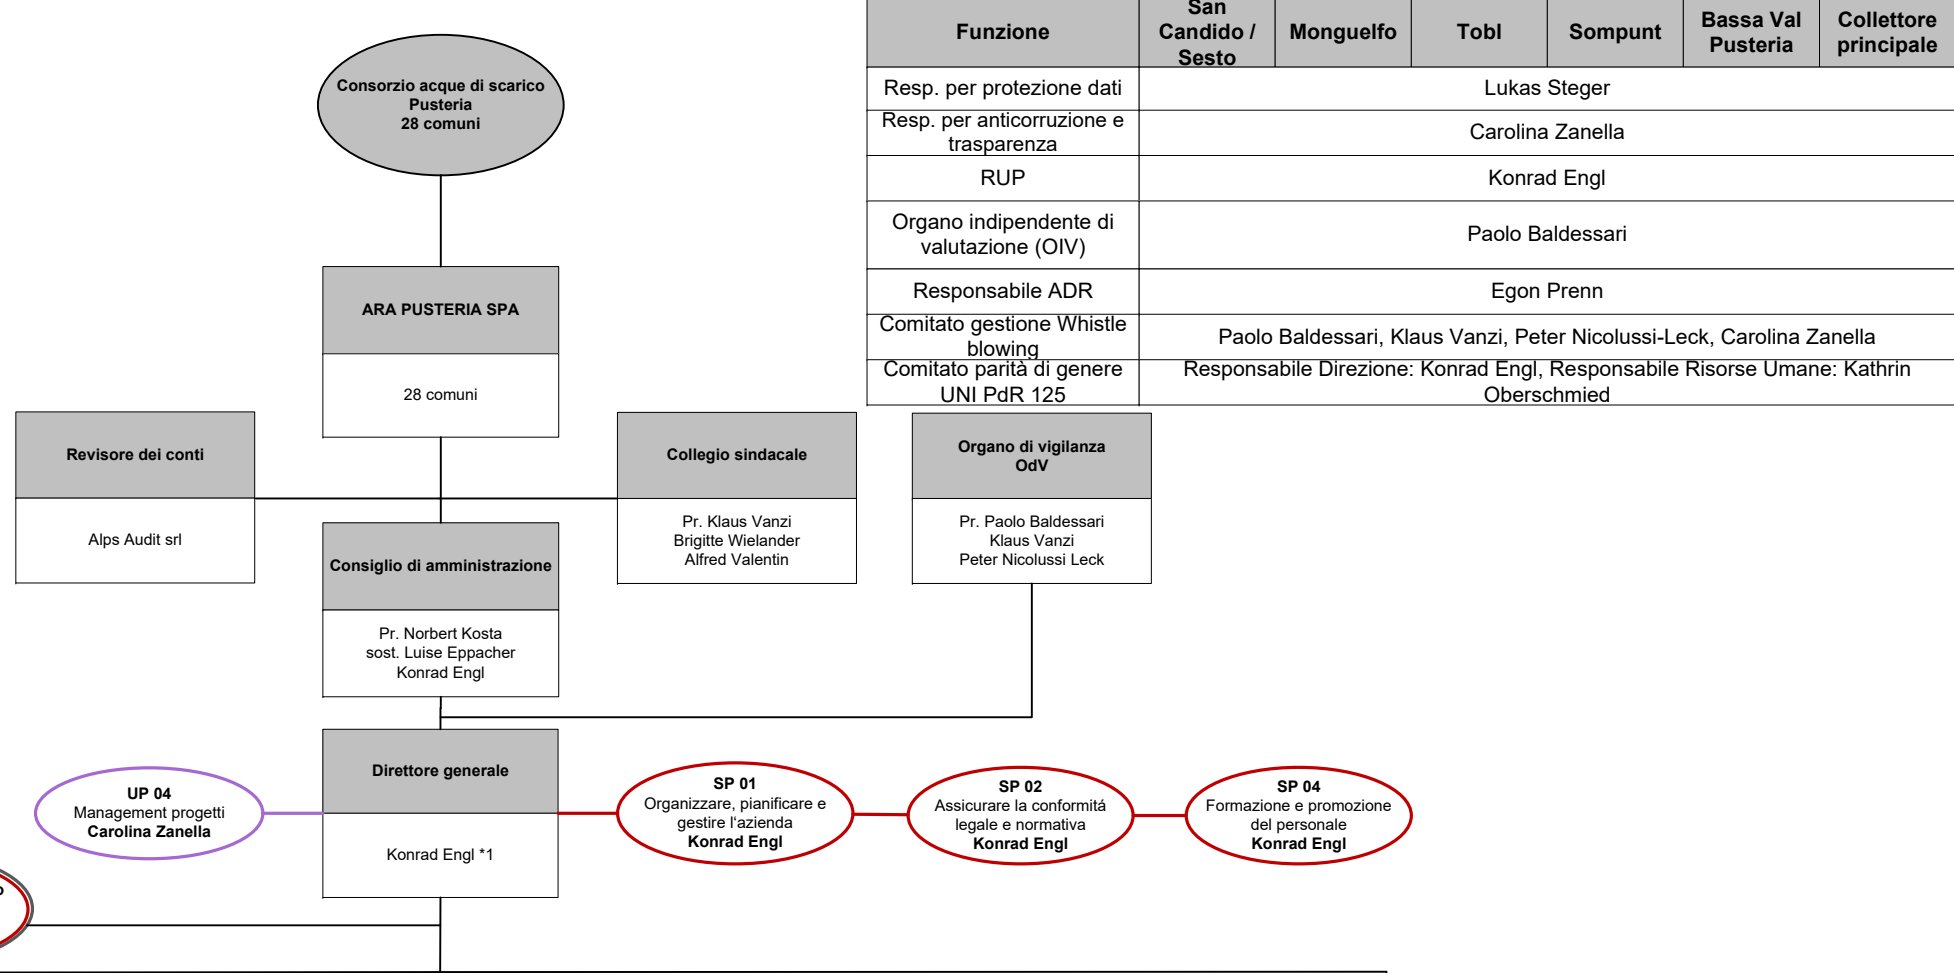 Funzione
San
Candido /
Sesto
Monguelfo
Tobl
Sompunt
Bassa Val
Pusteria
Collettore
principale
Resp. per protezione dati
Lukas Steger
Resp. per anticorruzione e
trasparenza
Carolina Zanella
RUP
Konrad Engl
Organo indipendente di
valutazione (OIV)
Paolo Baldessari
Responsabile ADR
Egon Prenn
Comitato gestione Whistle
blowing
Paolo Baldessari, Klaus Vanzi, Peter Nicolussi-Leck, Carolina Zanella
Comitato parità di genere
UNI PdR 125
Responsabile Direzione: Konrad Engl, Responsabile Risorse Umane: Kathrin
Oberschmied
Consorzio acque di scarico
Pusteria
28 comuni
ARA PUSTERIA SPA
28 comuni
Revisore dei conti
Alps Audit srl
Collegio sindacale
Pr. Klaus Vanzi
Brigitte Wielander
Alfred Valentin
Organo di vigilanza
OdV
Pr. Paolo Baldessari
Klaus Vanzi
Peter Nicolussi Leck
Consiglio di amministrazione
Pr. Norbert Kosta
sost. Luise Eppacher
Konrad Engl
Direttore generale
Konrad Engl *1
UP 04
Management progetti
Carolina Zanella
SP 01
Organizzare, pianificare e
gestire l‘azienda
Konrad Engl
SP 02
Assicurare la conformitá
legale e normativa
Konrad Engl
SP 04
Formazione e promozione
del personale
Konrad Engl